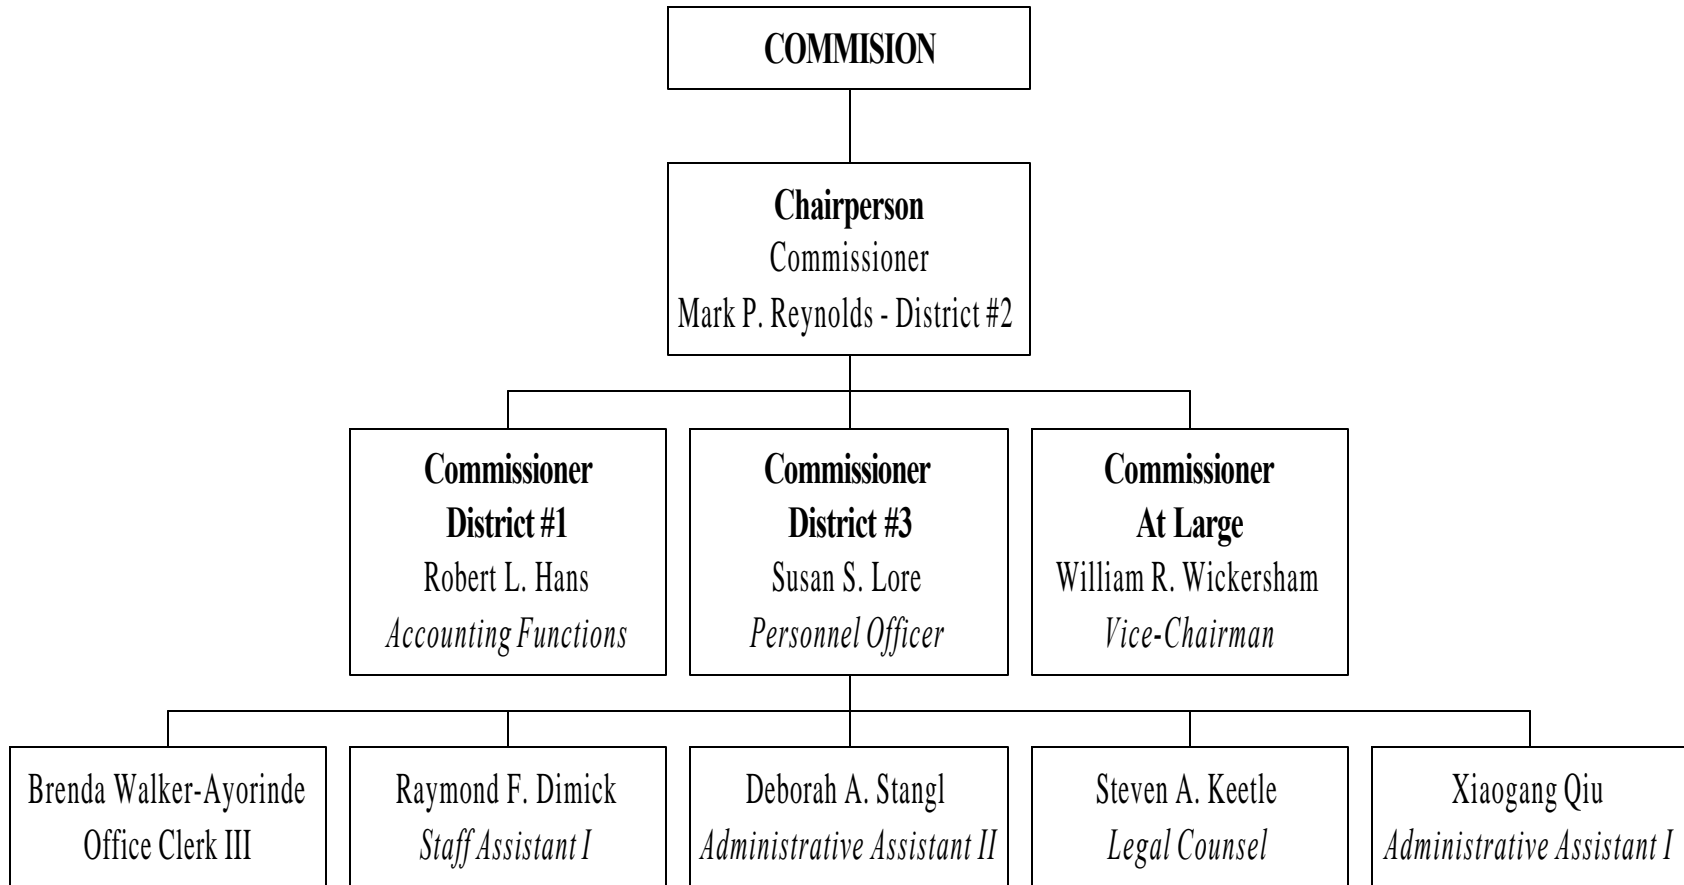 COMMISION
Chairperson
Commissioner
Mark P. Reynolds - District #2
Commissioner
District #1
Robert L. Hans
Accounting Functions
Commissioner
District #3
Susan S. Lore
Personnel Officer
Commissioner
At Large
William R. Wickersham
Vice-Chairman
Brenda Walker-Ayorinde
Office Clerk III
Raymond F. Dimick
Staff Assistant I
Deborah A. Stangl
Administrative Assistant II
Steven A. Keetle
Legal Counsel
Xiaogang Qiu
Administrative Assistant I